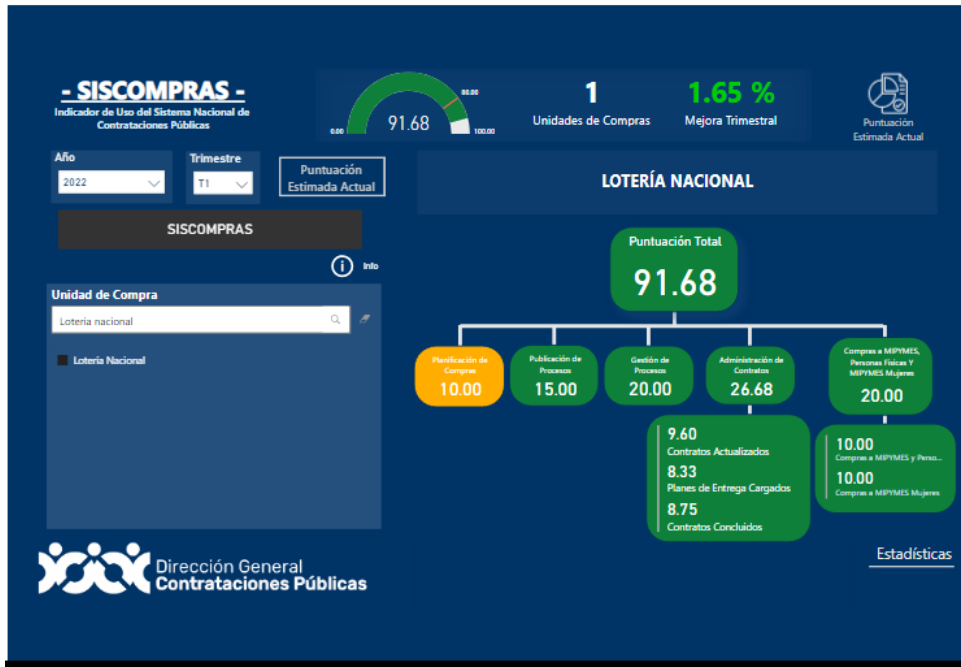 - SISCOMPRAS -
Indicador de Uso del Sistema Nacional de
Contrataciones Públicas
0.00
91.68
80.00
100.00
1
Unidades de Compras
1.65 %
Mejora Trimestral
Puntuación
Estimada Actual
Año
2022
Trimestre
T1
Puntuación
Estimada Actual
LOTERÍA NACIONAL
SISCOMPRAS
Info
Unidad de Compra
Loteria nacional
Lotería Nacional
Puntuación Total
91.68
Planificación de
Compras
10.00
Publicación de
Procesos
15.00
Gestión de
Procesos
20.00
Administración de
Contratos
26.68
Compras a MIPYMES,
Personas Físicas Y
MIPYMES Mujeres
20.00
9.60
Contratos Actualizados
8.33
Planes de Entrega Cargados
8.75
Contratos Concluidos
10.00
Compras a MIPYMES y Perso...
10.00
Compras a MIPYMES Mujeres
Dirección General
Contrataciones Públicas
Estadísticas